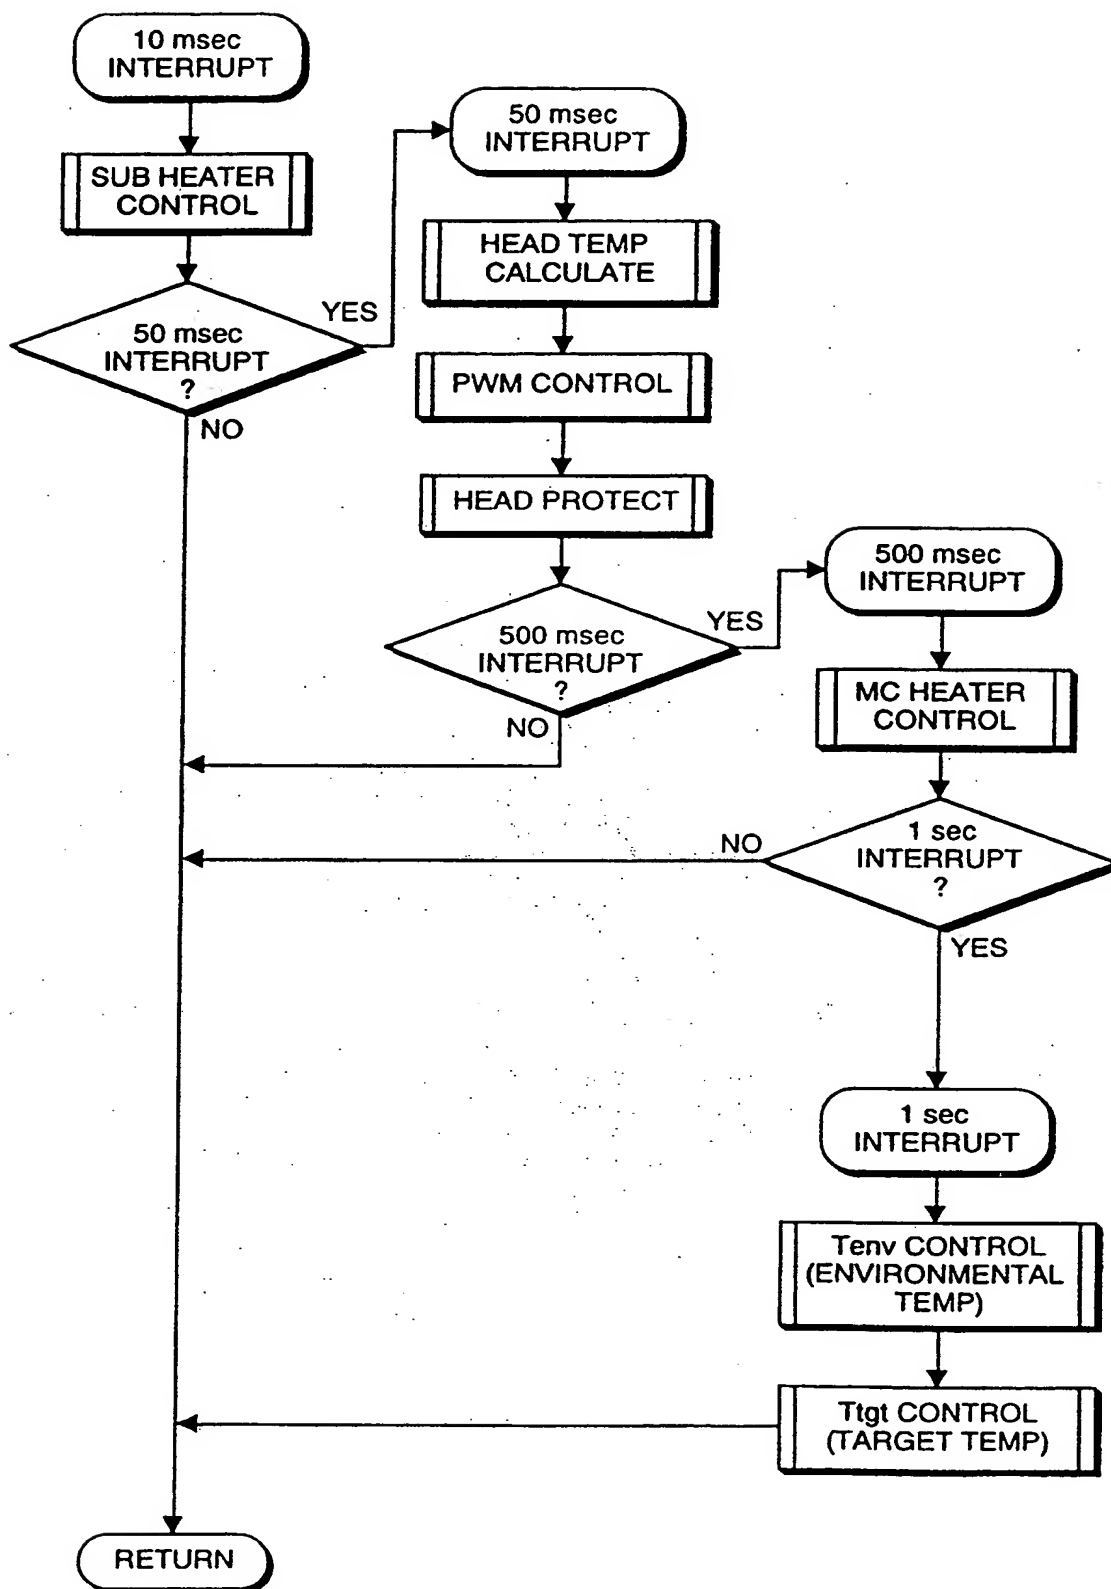 10 msec
INTERRUPT
SUB HEATER
CONTROL
50 msec
INTERRUPT
?
YES
NO
50 msec
INTERRUPT
HEAD TEMP
CALCULATE
PWM CONTROL
HEAD PROTECT
500 msec
INTERRUPT
?
YES
NO
500 msec
INTERRUPT
MC HEATER
CONTROL
1 sec
INTERRUPT
?
NO
YES
1 sec
INTERRUPT
Tenv CONTROL
(ENVIRONMENTAL
TEMP)
Ttgt CONTROL
(TARGET TEMP)
RETURN